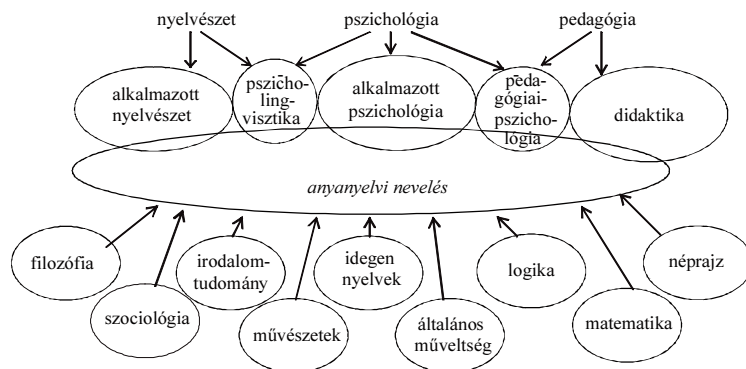 nyelvészet pszichológia pedagógia
alkalmazott
nyelvészet
pszicho-
ling-
visztika
alkalmazott
pszichológia
peda-
gógiai-
pszicho-
lógia
didaktika
anyanyelvi nevelés
filozófia
szociológia
irodalom-
tudomány
művészetek
idegen
nyelvek
általános
műveltség
logika
matematika
néprajz